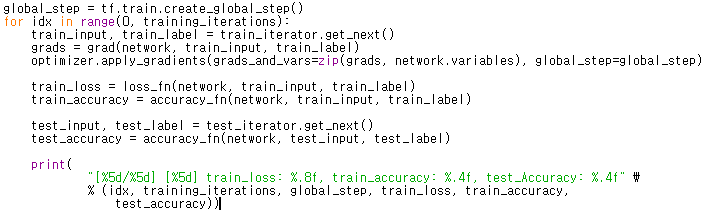 global_step = tf.train.create_global_step()
for idx in range(0, training_iterations):
    train_input, train_label = train_iterator.get_next()
    grads = grad(network, train_input, train_label)
    optimizer.apply_gradients(grads_and_vars=zip(grads, network.variables), global_step=global_step)

    train_loss = loss_fn(network, train_input, train_label)
    train_accuracy = accuracy_fn(network, train_input, train_label)

    test_input, test_label = test_iterator.get_next()
    test_accuracy = accuracy_fn(network, test_input, test_label)

    print(
            "[%5d/%5d] [%5d] train_loss: %.8f, train_accuracy: %.4f, test_Accuracy: %.4f" ₩
            % (idx, training_iterations, global_step, train_loss, train_accuracy,
                test_accuracy))